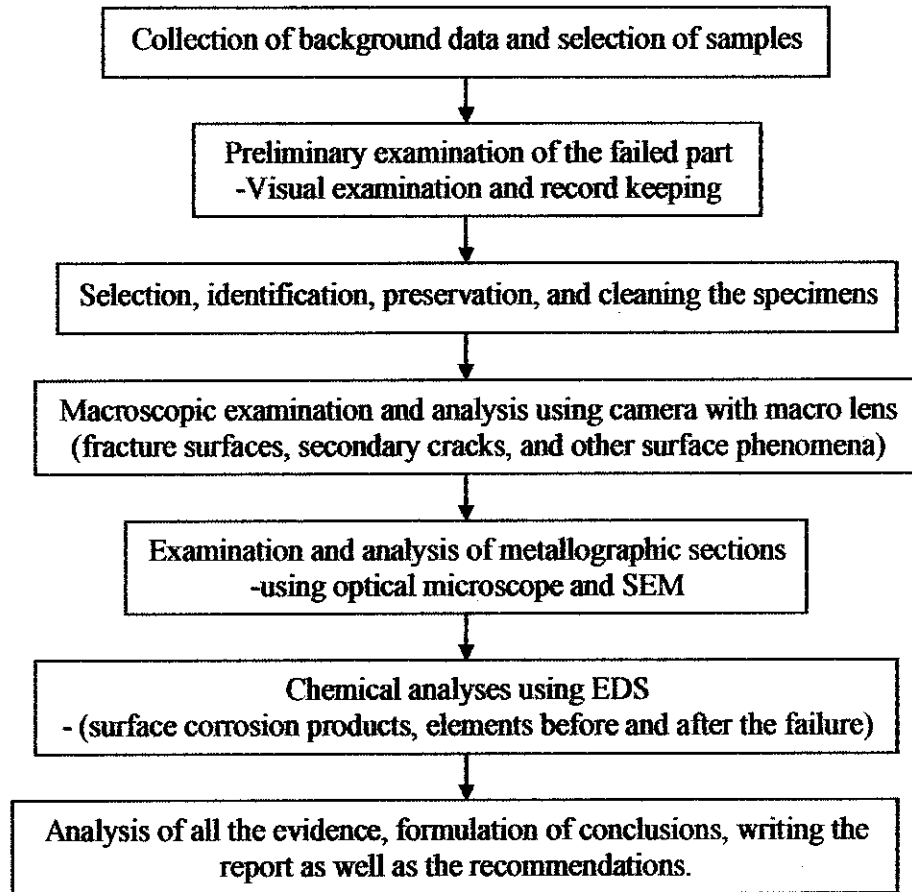 Collection of background data and selection of samples
Preliminary examination of the failed part
-Visual examination and record keeping
Selection, identification, preservation, and cleaning the specimens
Macroscopic examination and analysis using camera with macro lens
(fracture surfaces, secondary cracks, and other surface phenomena)
Examination and analysis of metallographic sections
-using optical microscope and SEM
Chemical analyses using EDS
- (surface corrosion products, elements before and after the failure)
Analysis of all the evidence, formulation of conclusions, writing the
report as well as the recommendations.